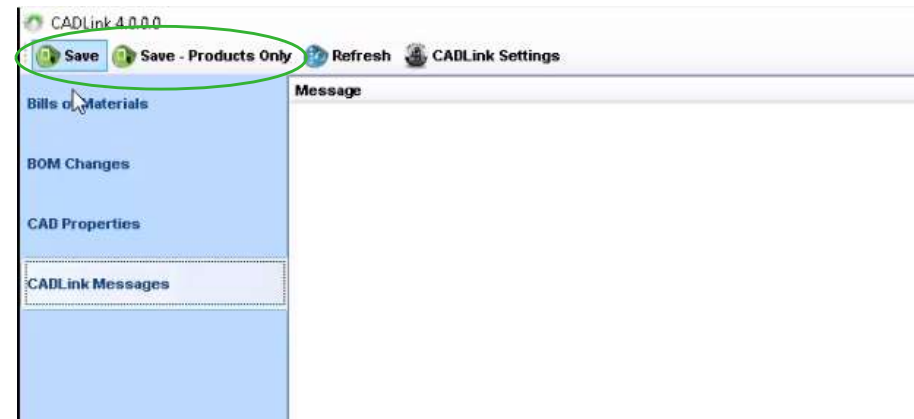 CADLink 4.0.0.0
Save Save - Products Only Refresh CADLink Settings
Message
Bills of Materials
BOM Changes
CAD Properties
CADLink Messages